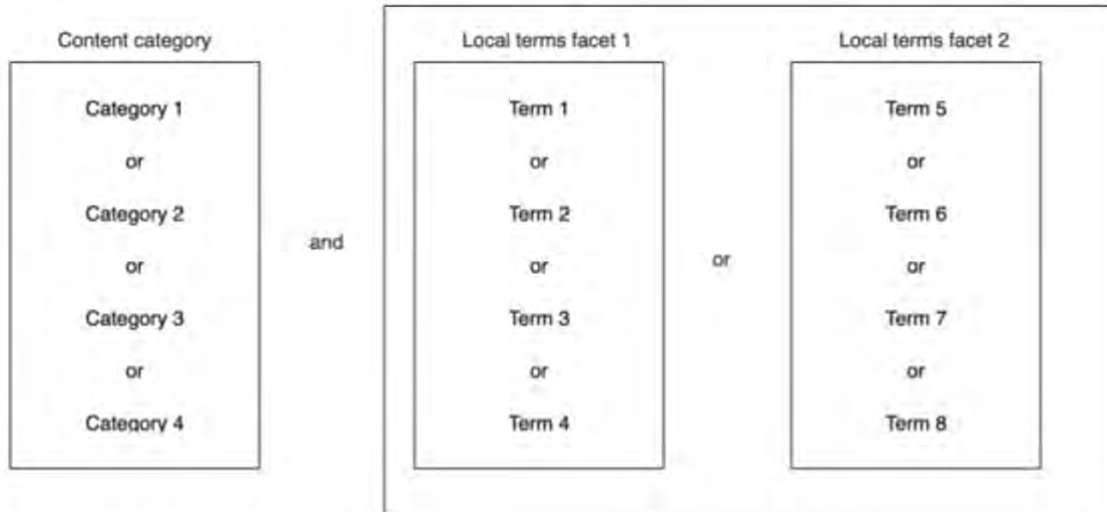 Content category
Category 1
or
Category 2
or
Category 3
or
Category 4
and
Local terms facet 1
Term 1
or
Term 2
or
Term 3
or
Term 4
or
Local terms facet 2
Term 5
or
Term 6
or
Term 7
or
Term 8